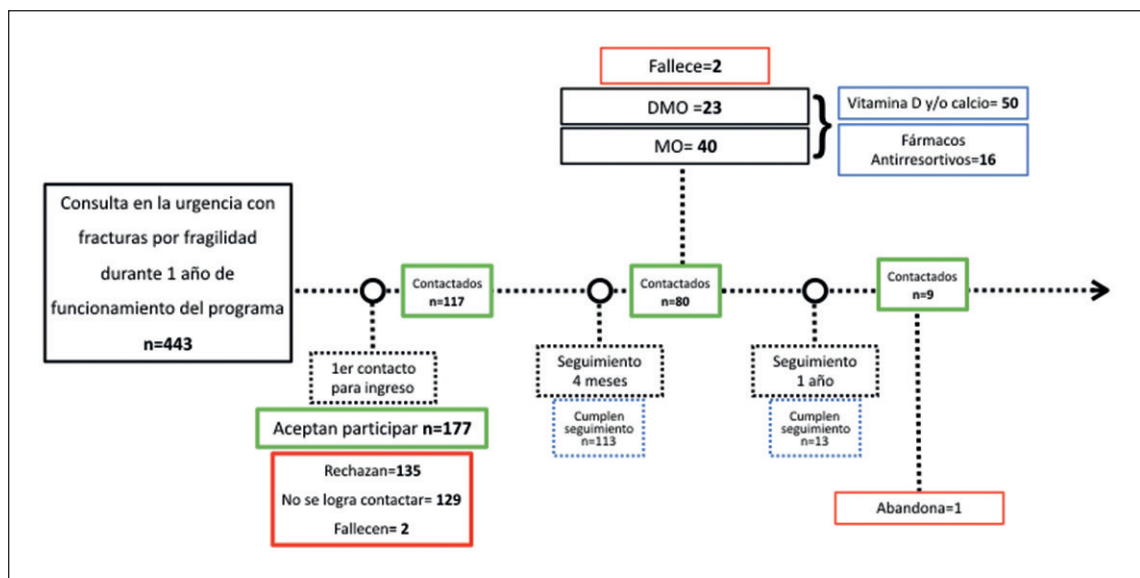 Consulta en la urgencia con
fracturas por fragilidad
durante 1 año de
funcionamiento del programa
n=443
1er contacto
para ingreso
Aceptan participar n=177
Rechazan=135
No se logra contactar= 129
Fallecen= 2
Contactados
n=117
Seguimiento
4 meses
Cumplen
seguimiento
n=113
Fallece=2
DMO =23
MO= 40
Vitamina D y/o calcio= 50
Fármacos
Antirresortivos=16
Contactados
n=80
Seguimiento
1 año
Cumplen
seguimiento
n=13
Contactados
n=9
Abandona=1